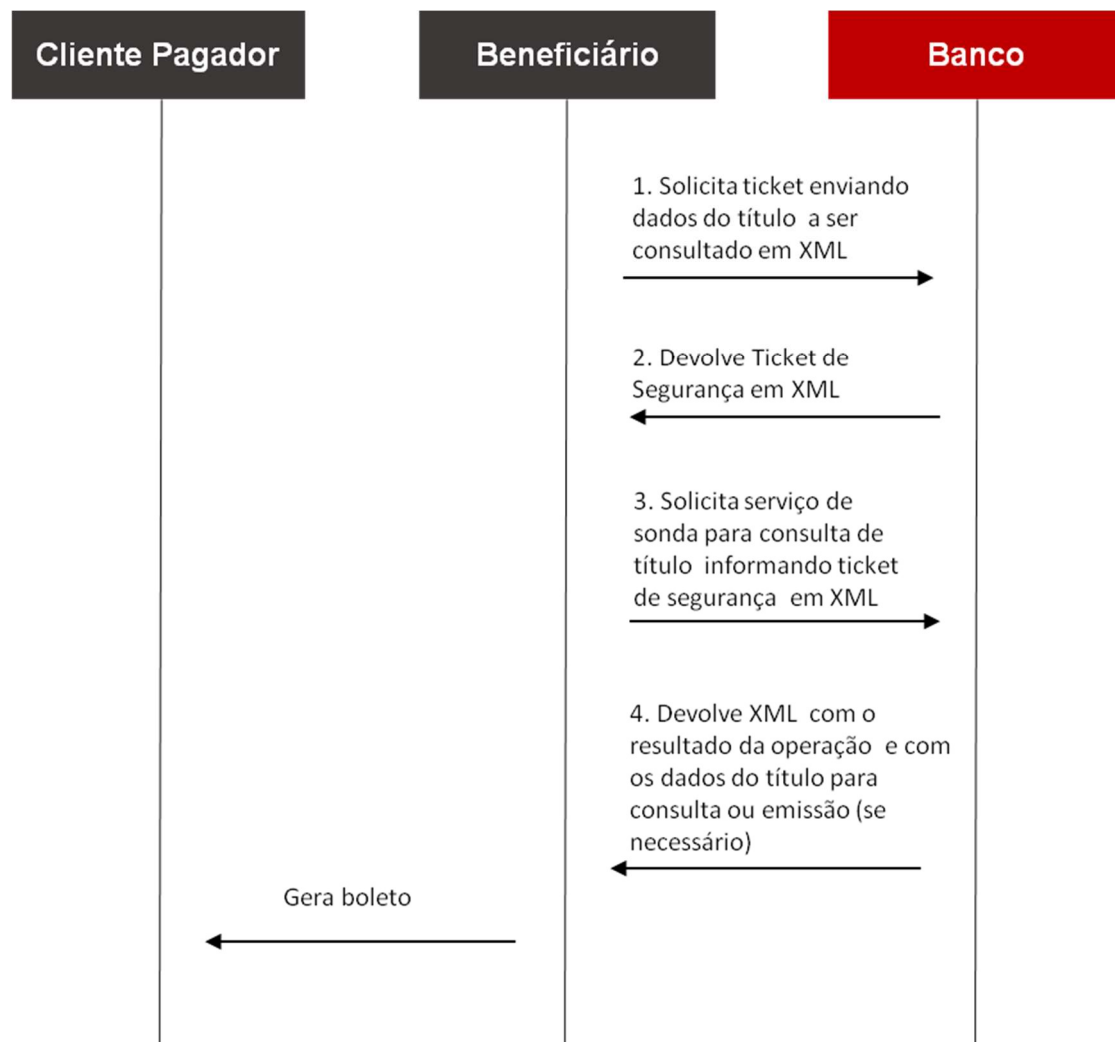 Cliente Pagador
Beneficiário
Banco
1. Solicita ticket enviando
dados do título a ser
consultado em XML
2. Devolve Ticket de
Segurança em XML
3. Solicita serviço de
sonda para consulta de
título informando ticket
de segurança em XML
4. Devolve XML com o
resultado da operação e com
os dados do título para
consulta ou emissão (se
necessário)
Gera boleto